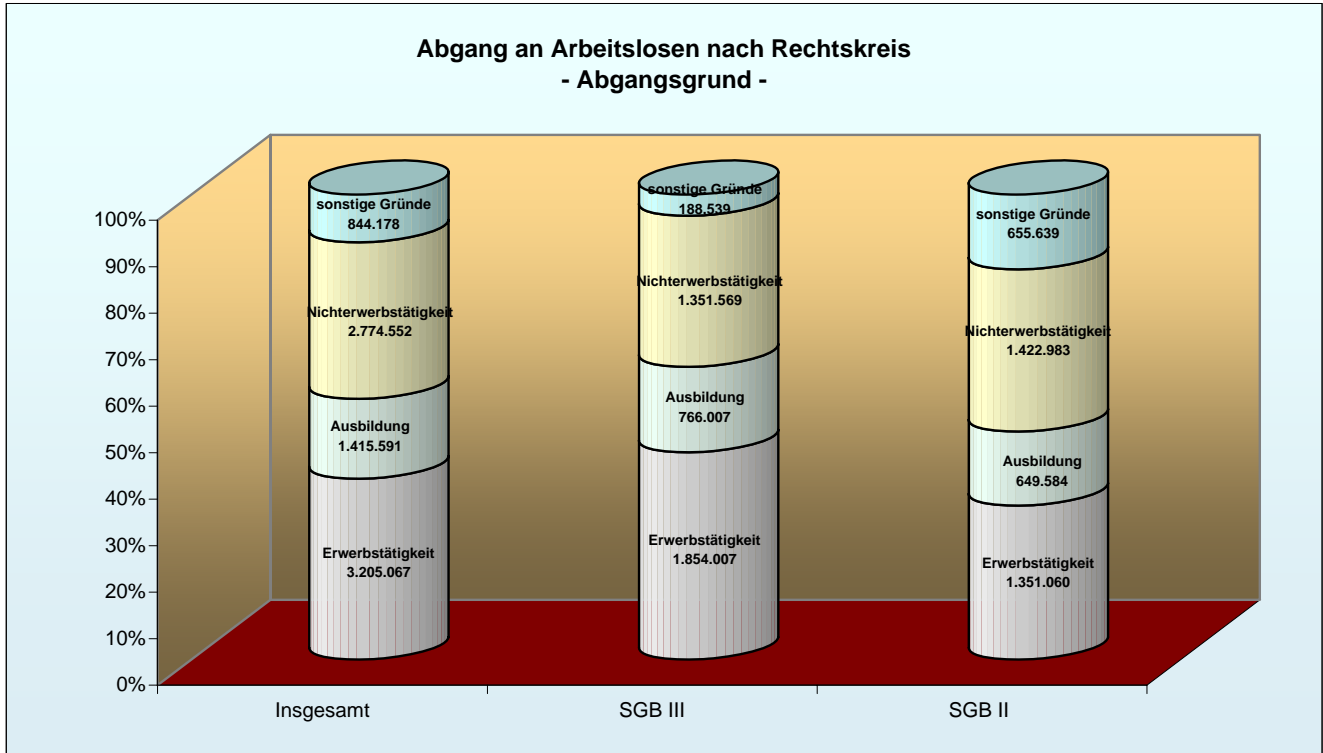 Abgang an Arbeitslosen nach Rechtskreis
- Abgangsgrund -
100%
90%
80%
70%
60%
50%
40%
30%
20%
10%
0%
sonstige Gründe
844.178
Nichterwerbstätigkeit
2.774.552
Ausbildung
1.415.591
Erwerbstätigkeit
3.205.067
sonstige Gründe
188.539
Nichterwerbstätigkeit
1.351.569
Ausbildung
766.007
Erwerbstätigkeit
1.854.007
sonstige Gründe
655.639
Nichterwerbstätigkeit
1.422.983
Ausbildung
649.584
Erwerbstätigkeit
1.351.060
Insgesamt
SGB III
SGB II